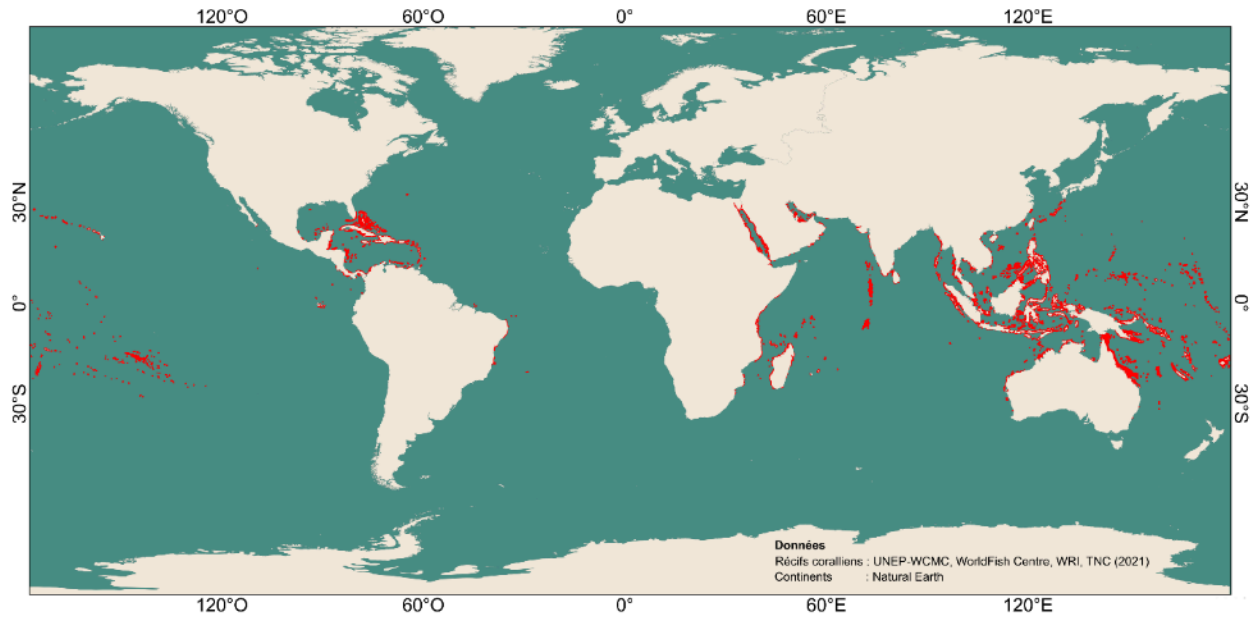 120°O 60°O 0° 60°E 120°E
30°N 30°N
0° 0°
30°S 30°S
Données
Récifs coralliens : UNEP-WCMC, WorldFish Centre, WRI, TNC (2021)
Continents : Natural Earth
120°O 60°O 0° 60°E 120°E